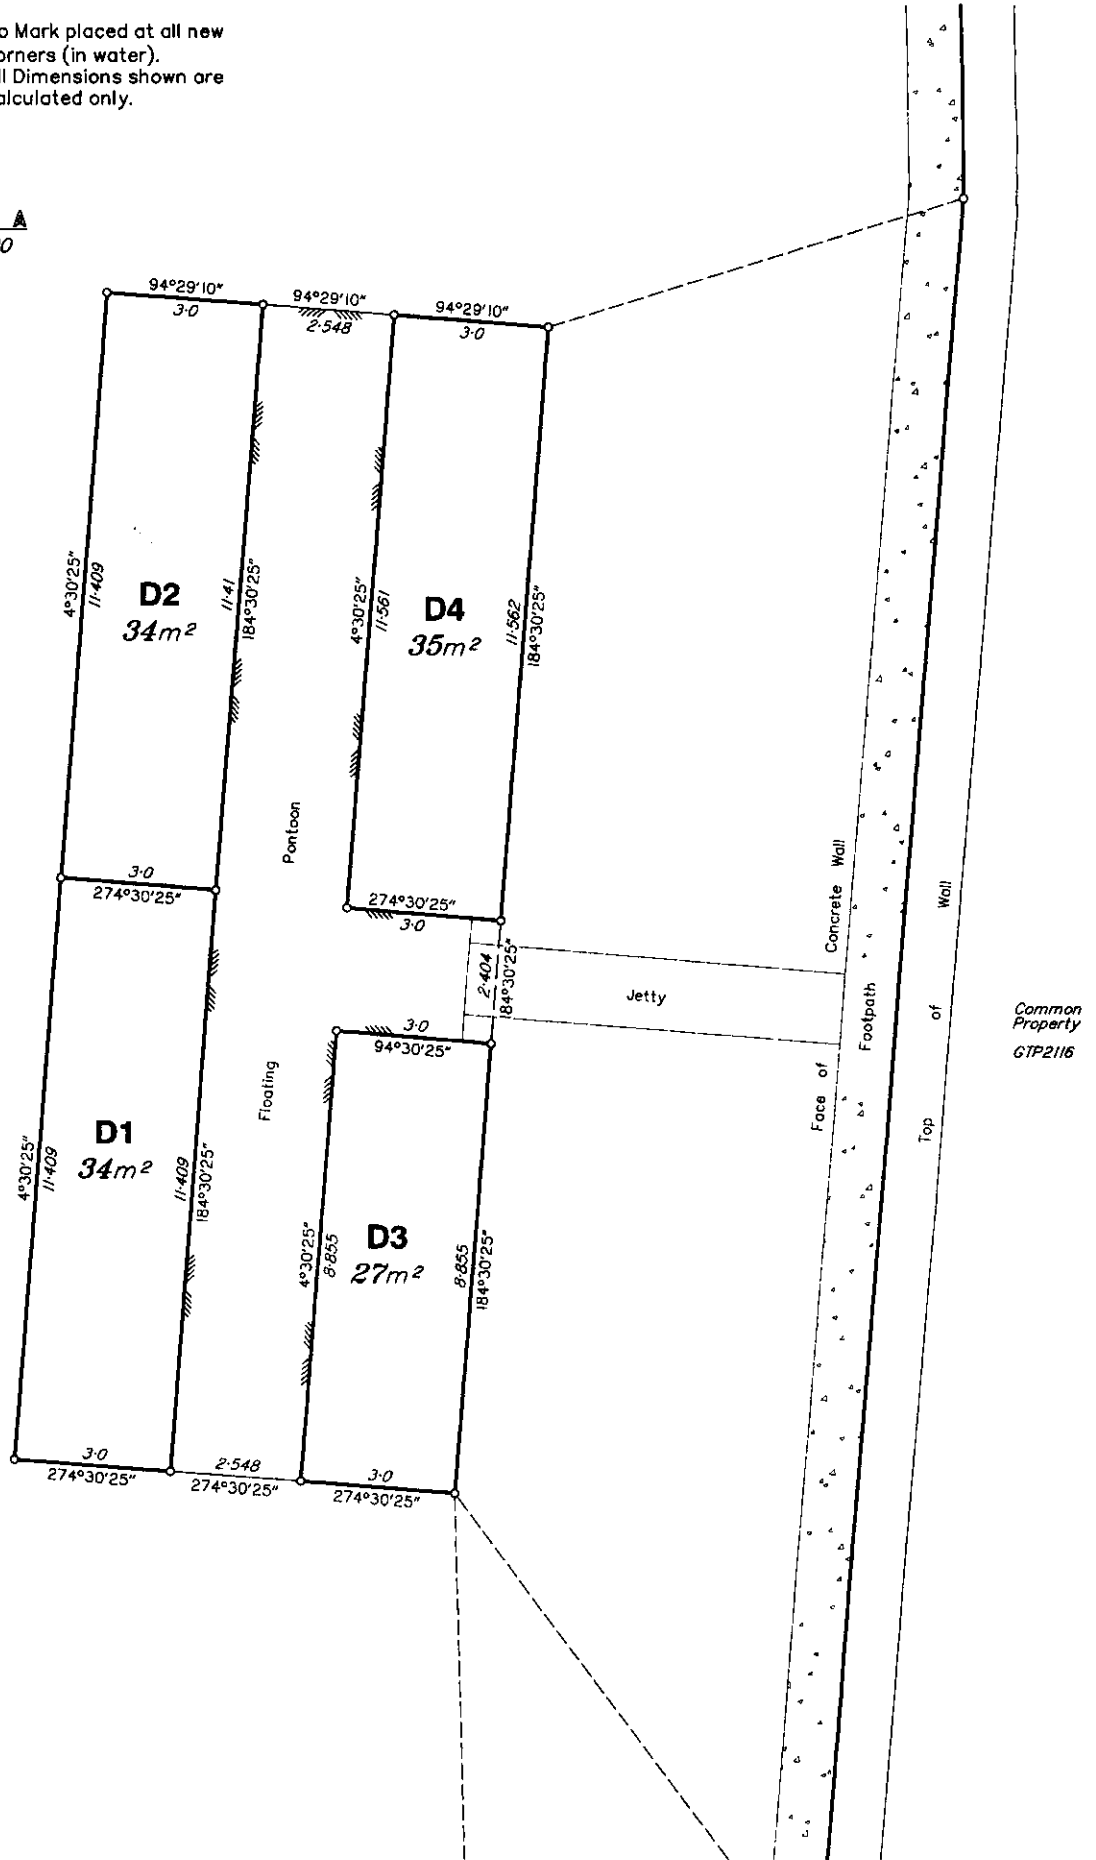 o Mark placed at all new
orners (in water).
ll Dimensions shown are
alculated only.
A
0
94°29'10"
3·0
94°29'10"
2·548
94°29'10"
3·0
4°30'25"
11·409
D2
34m²
11·41
184°30'25"
4°30'25"
11·561
D4
35m²
11·562
184°30'25"
Pontoon
3·0
274°30'25"
274°30'25"
3·0
2·404
184°30'25"
Jetty
Concrete Wall
Face of
Footpath
Wall
of
Top
Common
Property
GTP2116
3·0
94°30'25"
Floating
D1
34m²
4°30'25"
11·409
11·409
184°30'25"
4°30'25"
8·855
D3
27m²
8·855
184°30'25"
3·0
274°30'25"
2·548
274°30'25"
3·0
274°30'25"